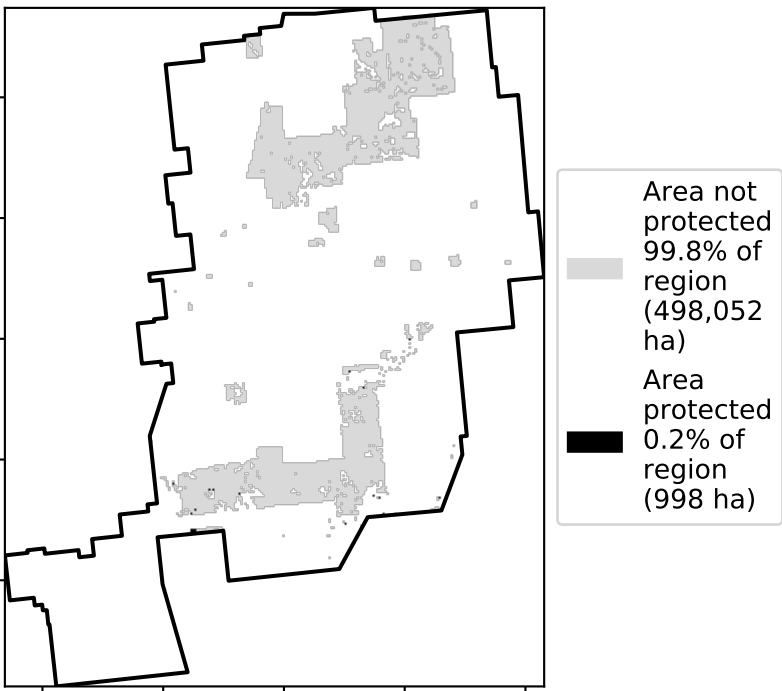 Area not
protected
99.8% of
region
(498,052
ha)
Area
protected
0.2% of
region
(998 ha)